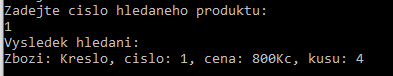 Zadejte cislo hledaneho produktu:
1
Vysledek hledani:
Zbozi: Kreslo, cislo: 1, cena: 800Kc, kusu: 4